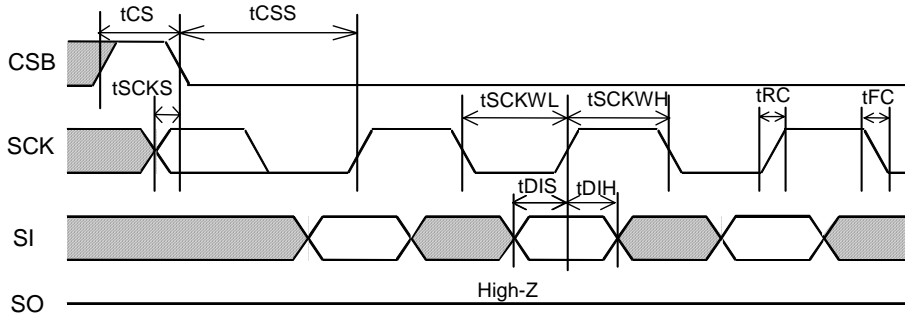 tCS tCSS
CSB
tSCKS tSCKWL tSCKWH tRC tFC
SCK
tDIS tDIH
SI
High-Z
SO